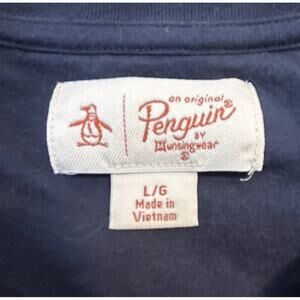 an original
Penguin®
BY
Munsingwear
®
L/G
Made in
Vietnam